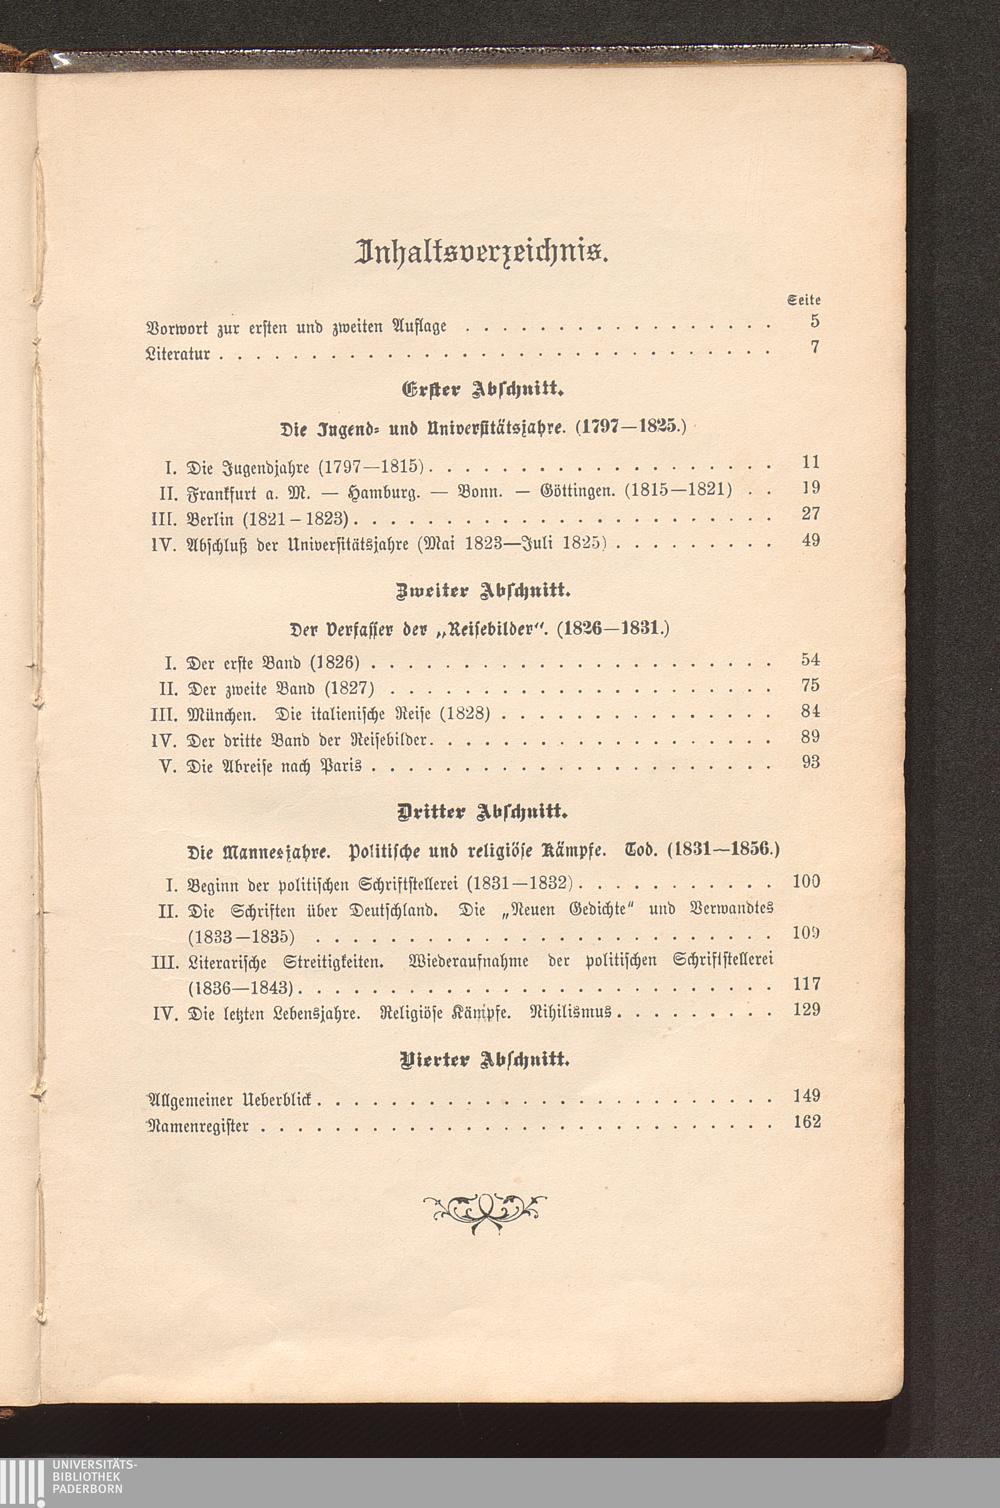 Inhaltsverzeichnis.
Seite
Vorwort zur ersten und zweiten Auflage . . . . . . . . . . . . . . . . . 5
Literatur . . . . . . . . . . . . . . . . . . . . . . . . . . . . . . 7
Erster Abschnitt.
Die Jugend- und Universitätsjahre. (1797—1825.)
I. Die Jugendjahre (1797—1815) . . . . . . . . . . . . . . . . . . . 11
II. Frankfurt a. M. — Hamburg. — Bonn. — Göttingen. (1815—1821) . . 19
III. Berlin (1821–1823) . . . . . . . . . . . . . . . . . . . . . . . 27
IV. Abschluß der Universitätsjahre (Mai 1823—Juli 1825) . . . . . . . . . 49
Zweiter Abschnitt.
Der Verfasser der „Reisebilder“. (1826—1831.)
I. Der erste Band (1826) . . . . . . . . . . . . . . . . . . . . . . 54
II. Der zweite Band (1827) . . . . . . . . . . . . . . . . . . . . . 75
III. München. Die italienische Reise (1828) . . . . . . . . . . . . . . . 84
IV. Der dritte Band der Reisebilder . . . . . . . . . . . . . . . . . . . 89
V. Die Abreise nach Paris . . . . . . . . . . . . . . . . . . . . . . 93
Dritter Abschnitt.
Die Mannesjahre. Politische und religiöse Kämpfe. Tod. (1831—1856.)
I. Beginn der politischen Schriftstellerei (1831—1832) . . . . . . . . . . . 100
II. Die Schriften über Deutschland. Die „Neuen Gedichte“ und Verwandtes
(1833—1835) . . . . . . . . . . . . . . . . . . . . . . . . . 109
III. Literarische Streitigkeiten. Wiederaufnahme der politischen Schriftstellerei
(1836—1843) . . . . . . . . . . . . . . . . . . . . . . . . . . 117
IV. Die letzten Lebensjahre. Religiöse Kämpfe. Nihilismus . . . . . . . . . 129
Vierter Abschnitt.
Allgemeiner Ueberblick . . . . . . . . . . . . . . . . . . . . . . . . . 149
Namenregister . . . . . . . . . . . . . . . . . . . . . . . . . . . . 162
UNIVERSITÄTS-
BIBLIOTHEK
PADERBORN